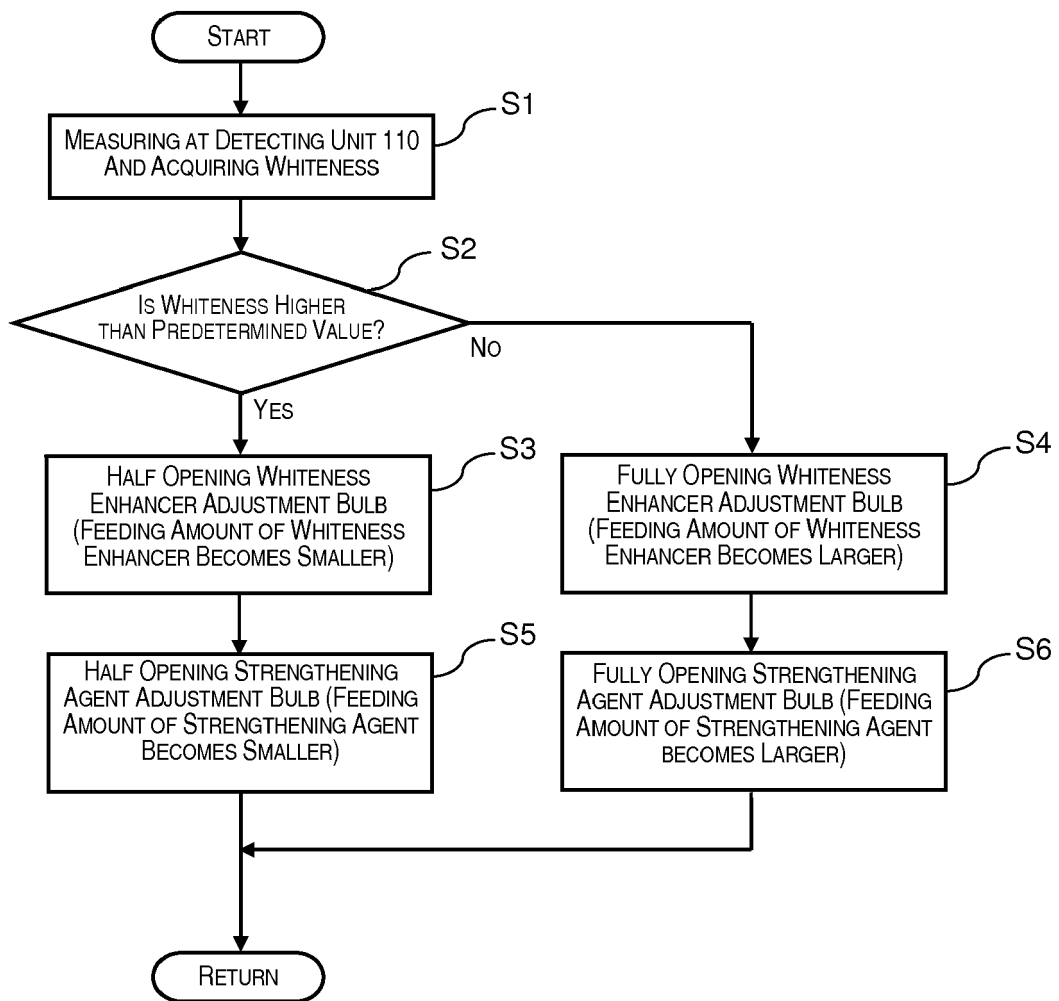 START
S1
MEASURING AT DETECTING UNIT 110
AND ACQUIRING WHITENESS
S2
IS WHITENESS HIGHER
THAN PREDETERMINED VALUE?
NO
YES
S3
HALF OPENING WHITENESS
ENHANCER ADJUSTMENT BULB
(FEEDING AMOUNT OF WHITENESS
ENHANCER BECOMES SMALLER)
S4
FULLY OPENING WHITENESS
ENHANCER ADJUSTMENT BULB
(FEEDING AMOUNT OF WHITENESS
ENHANCER BECOMES LARGER)
S5
HALF OPENING STRENGTHENING
AGENT ADJUSTMENT BULB (FEEDING
AMOUNT OF STRENGTHENING AGENT
BECOMES SMALLER)
S6
FULLY OPENING STRENGTHENING
AGENT ADJUSTMENT BULB (FEEDING
AMOUNT OF STRENGTHENING AGENT
BECOMES LARGER)
RETURN